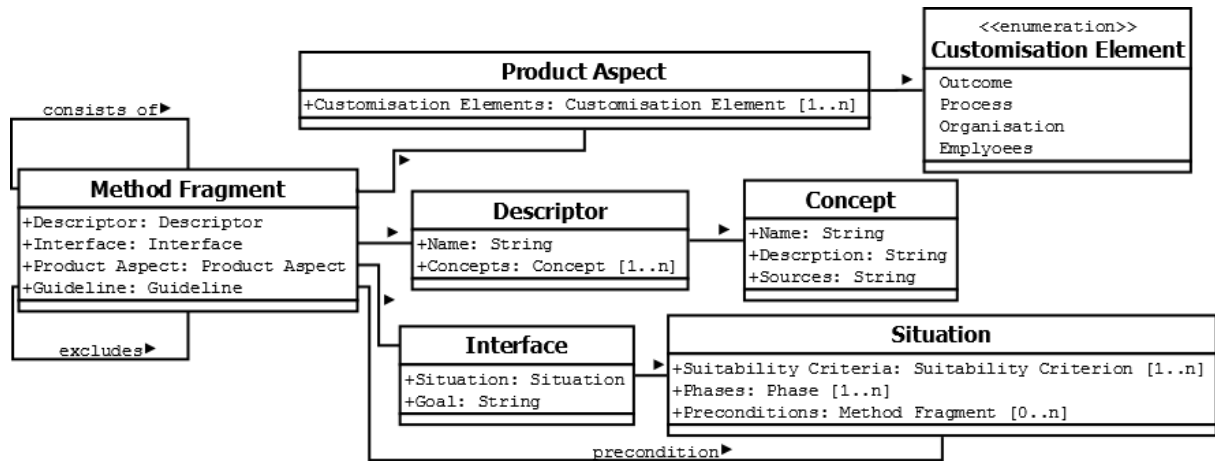 <<enumeration>>
Customisation Element
Outcome
Process
Organisation
Emplyoees
Product Aspect
+Customisation Elements: Customisation Element [1..n]
consists of
Method Fragment
+Descriptor: Descriptor
+Interface: Interface
+Product Aspect: Product Aspect
+Guideline: Guideline
excludes
Descriptor
+Name: String
+Concepts: Concept [1..n]
Concept
+Name: String
+Descrption: String
+Sources: String
Interface
+Situation: Situation
+Goal: String
Situation
+Suitability Criteria: Suitability Criterion [1..n]
+Phases: Phase [1..n]
+Preconditions: Method Fragment [0..n]
precondition